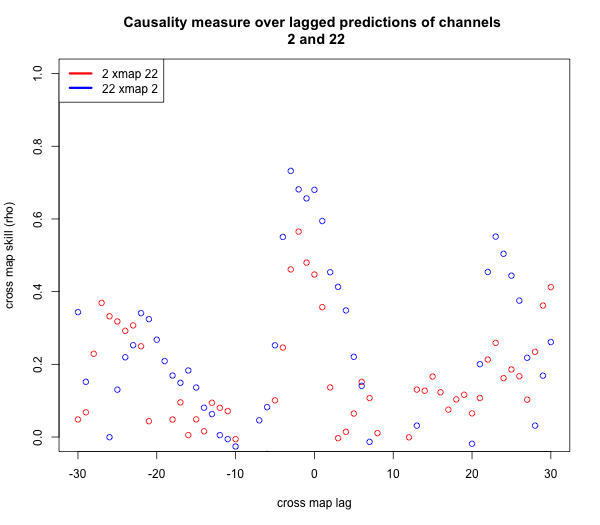 Causality measure over lagged predictions of channels
2 and 22
2 xmap 22
22 xmap 2
cross map skill (rho)
1.0
0.8
0.6
0.4
0.2
0.0
-30 -20 -10 0 10 20 30
cross map lag